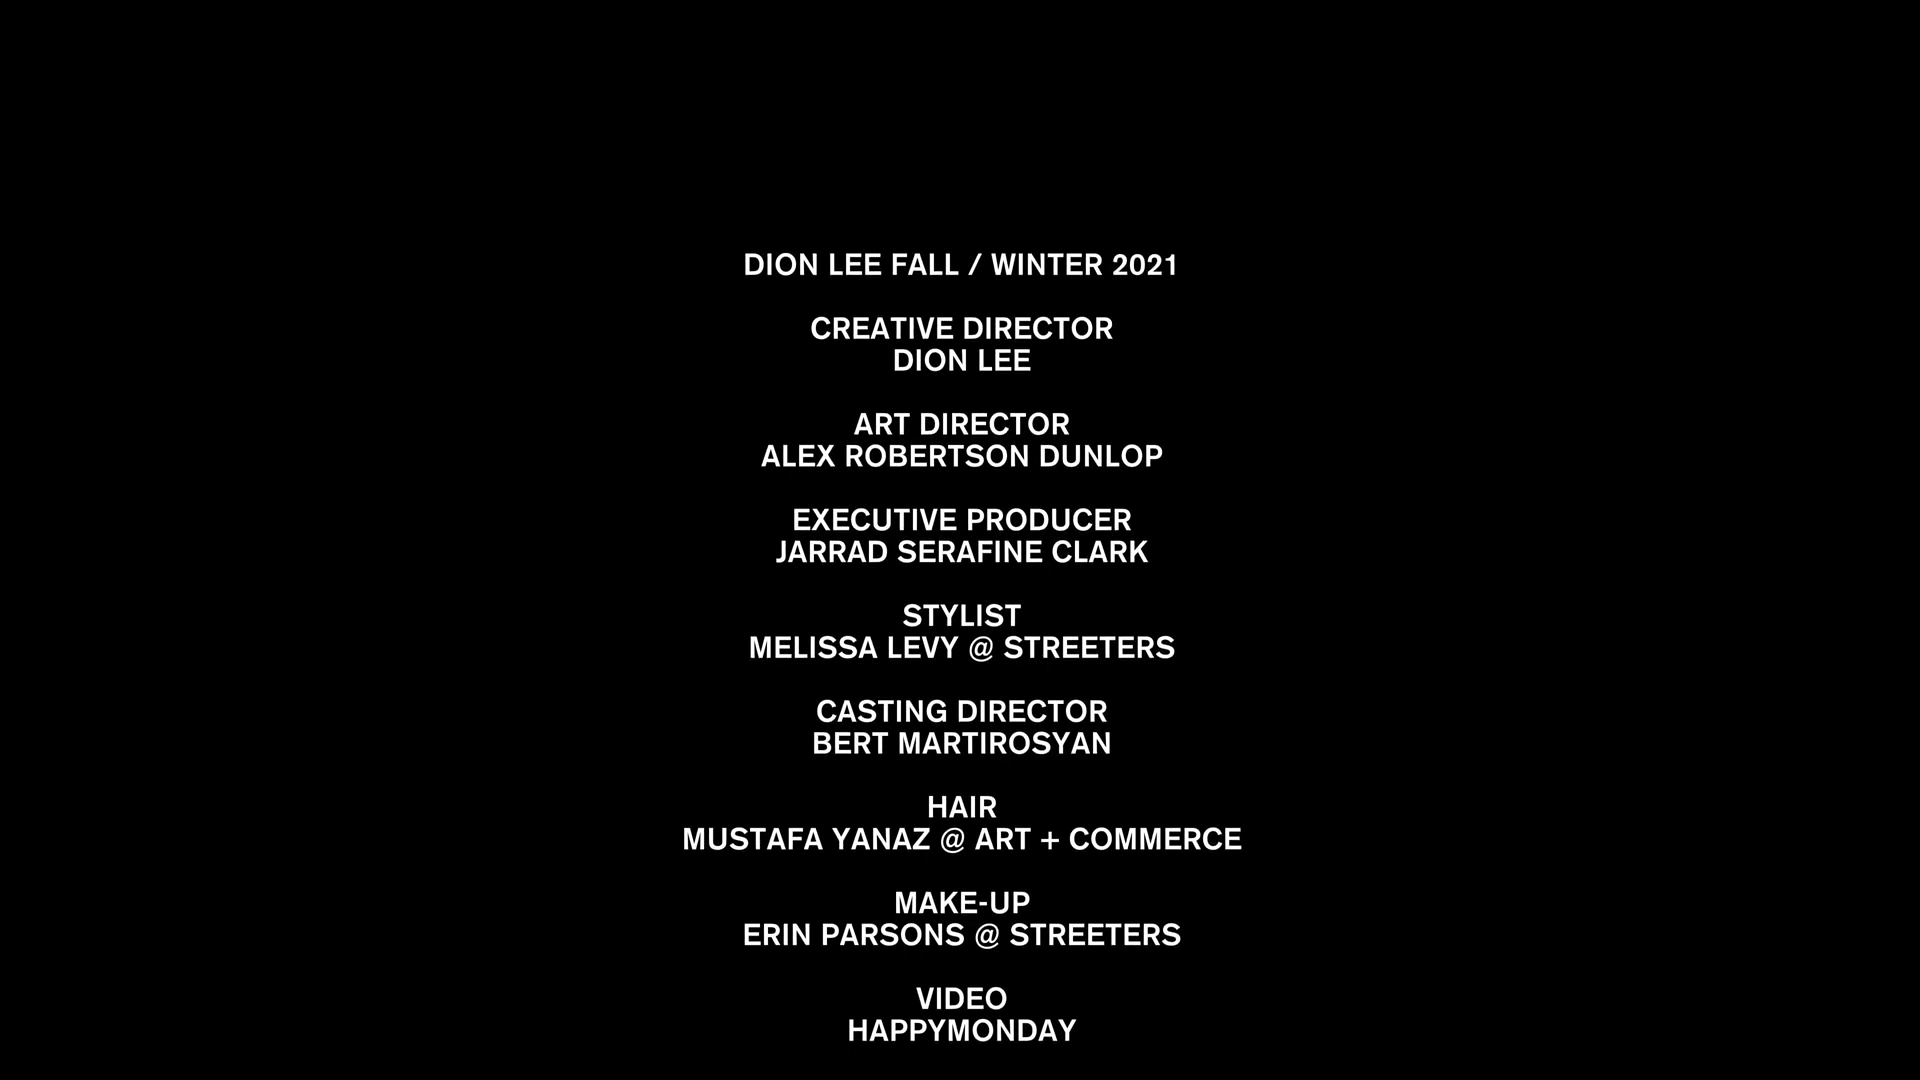 DION LEE FALL / WINTER 2021
CREATIVE DIRECTOR
DION LEE
ART DIRECTOR
ALEX ROBERTSON DUNLOP
EXECUTIVE PRODUCER
JARRAD SERAFINE CLARK
STYLIST
MELISSA LEVY @ STREETERS
CASTING DIRECTOR
BERT MARTIROSYAN
HAIR
MUSTAFA YANAZ @ ART + COMMERCE
MAKE-UP
ERIN PARSONS @ STREETERS
VIDEO
HAPPYMONDAY